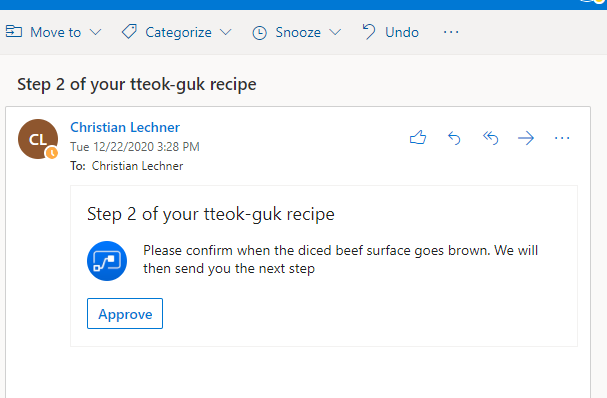 Move to Categorize Snooze Undo ...
Step 2 of your tteok-guk recipe
CL
Christian Lechner
Tue 12/22/2020 3:28 PM
To: Christian Lechner
Step 2 of your tteok-guk recipe
Please confirm when the diced beef surface goes brown. We will
then send you the next step
Approve